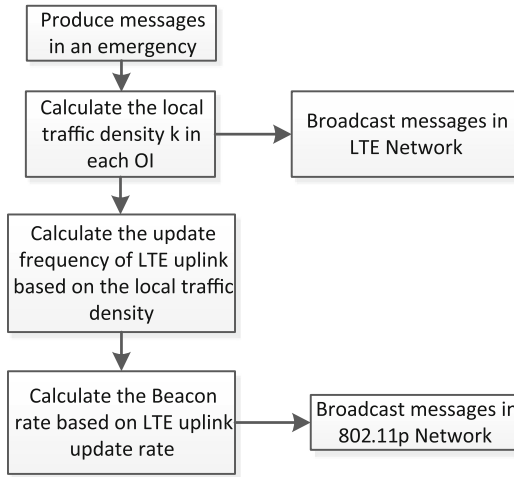 Produce messages
in an emergency
Calculate the local
traffic density k in
each OI
Broadcast messages in
LTE Network
Calculate the update
frequency of LTE uplink
based on the local traffic
density
Calculate the Beacon
rate based on LTE uplink
update rate
Broadcast messages in
802.11p Network